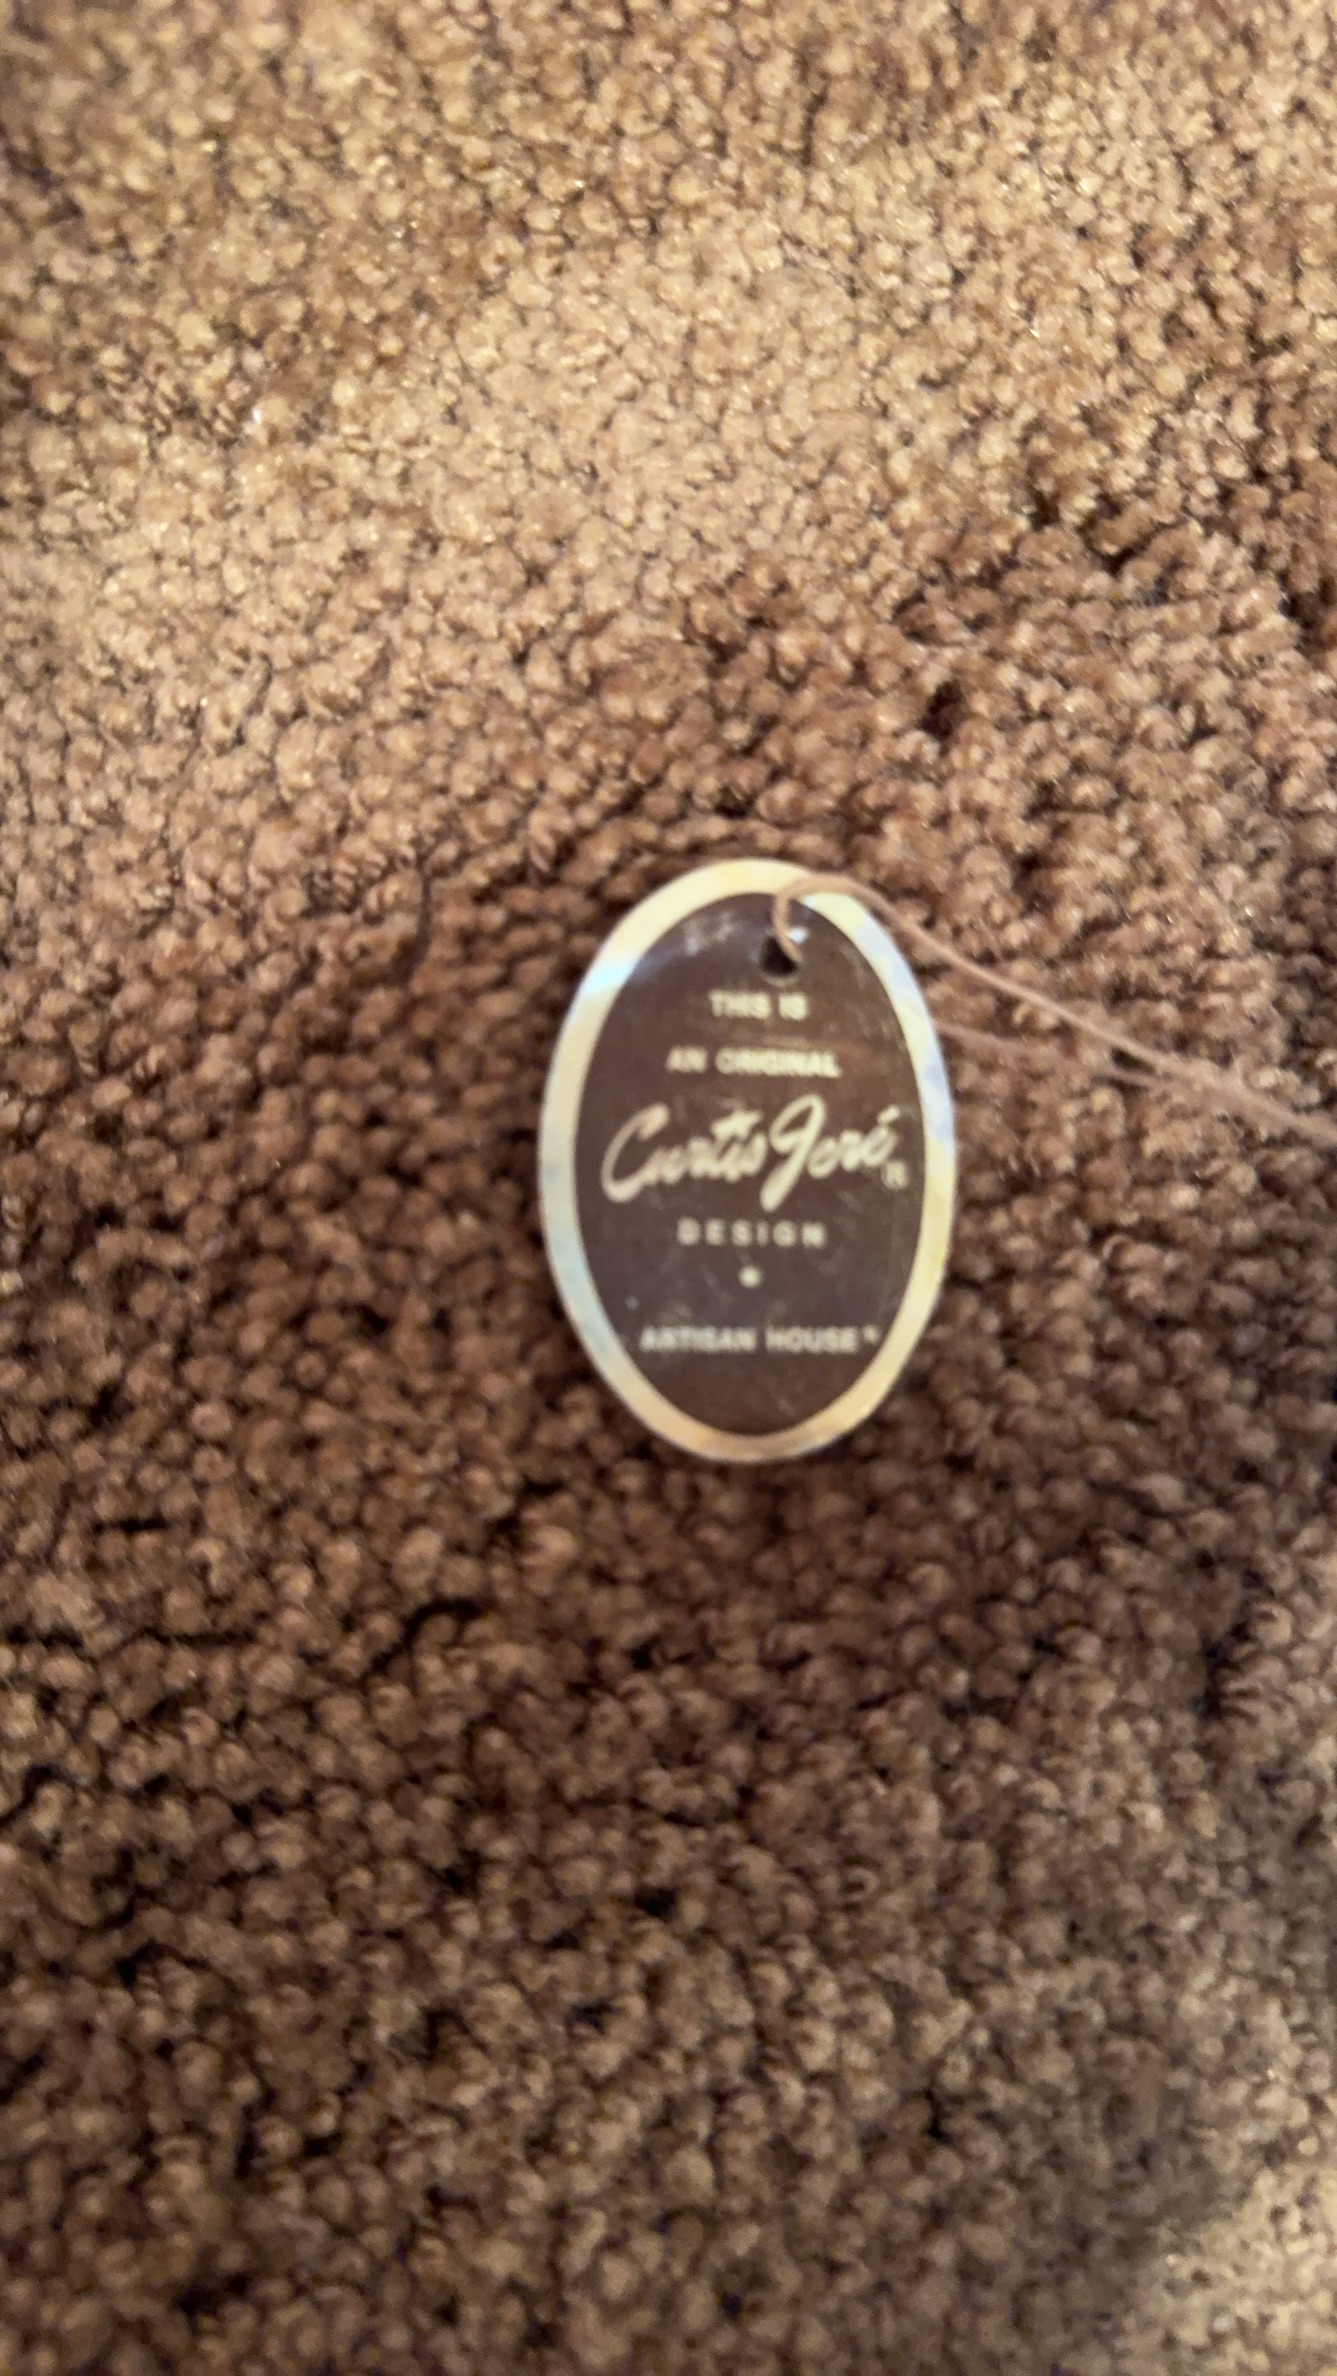 THIS IS
AN ORIGINAL
Curtis Jeré®
DESIGN
ARTISAN HOUSE